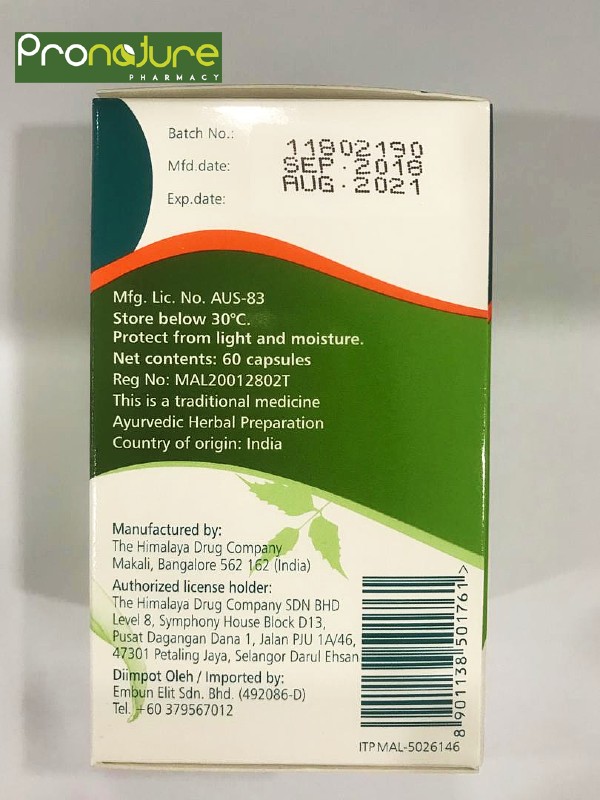 Pronature
PHARMACY
Batch No.:
11802190
Mfd.date:
SEP.2018
AUG.2021
Exp.date:
Mfg. Lic. No. AUS-83
Store below 30°C.
Protect from light and moisture.
Net contents: 60 capsules
Reg No: MAL20012802T
This is a traditional medicine
Ayurvedic Herbal Preparation
Country of origin: India
Manufactured by:
The Himalaya Drug Company
Makali, Bangalore 562 162 (India)
Authorized license holder:
The Himalaya Drug Company SDN BHD
Level 8, Symphony House Block D13,
Pusat Dagangan Dana 1, Jalan PJU 1A/46,
47301 Petaling Jaya, Selangor Darul Ehsan
Diimpot Oleh / Imported by:
Embun Elit Sdn. Bhd. (492086-D)
Tel. +60 379567012
8 901138 501761 >
ITPMAL-5026146